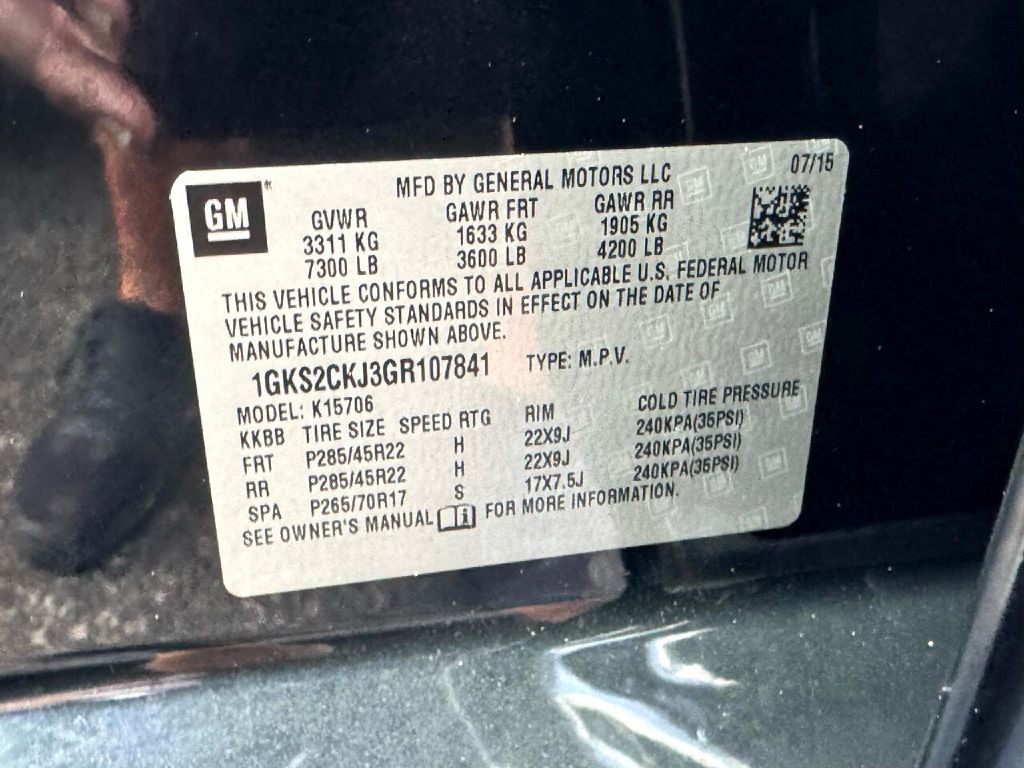 07/15
GM
MFD BY GENERAL MOTORS LLC
GVWR GAWR FRT GAWR RR
3311 KG 1633 KG 1905 KG
7300 LB 3600 LB 4200 LB
THIS VEHICLE CONFORMS TO ALL APPLICABLE U.S. FEDERAL MOTOR
VEHICLE SAFETY STANDARDS IN EFFECT ON THE DATE OF
MANUFACTURE SHOWN ABOVE.
1GKS2CKJ3GR107841 TYPE: M.P.V.
MODEL: K15706
KKBB TIRE SIZE SPEED RTG RIM COLD TIRE PRESSURE
FRT P285/45R22 H 22X9J 240KPA(35PSI)
RR P285/45R22 H 22X9J 240KPA(35PSI)
SPA P265/70R17 S 17X7.5J 240KPA(35PSI)
SEE OWNER'S MANUAL i FOR MORE INFORMATION.